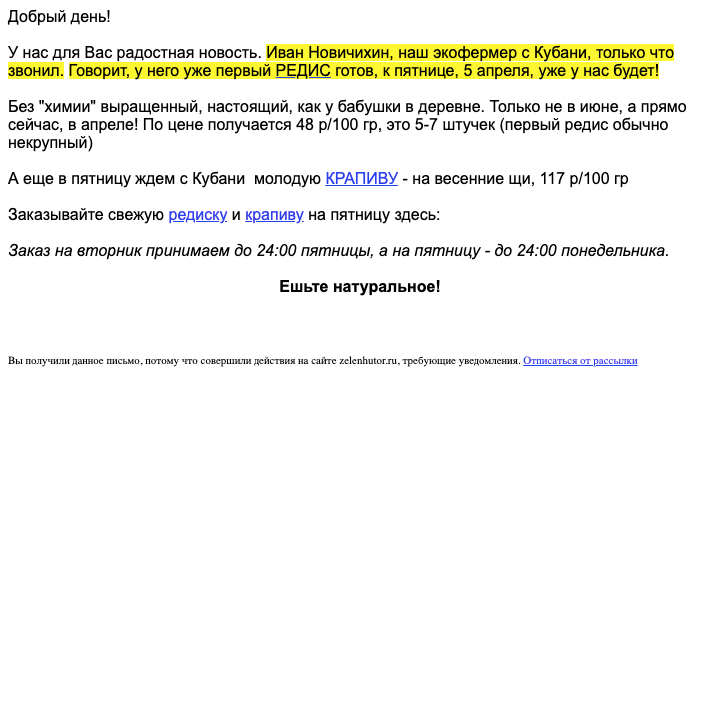 Добрый день!
У нас для Вас радостная новость. Иван Новичихин, наш экофермер с Кубани, только что
звонил. Говорит, у него уже первый РЕДИС готов, к пятнице, 5 апреля, уже у нас будет!
Без "химии" выращенный, настоящий, как у бабушки в деревне. Только не в июне, а прямо
сейчас, в апреле! По цене получается 48 р/100 гр, это 5-7 штучек (первый редис обычно
некрупный)
А еще в пятницу ждем с Кубани  молодую КРАПИВУ - на весенние щи, 117 р/100 гр
Заказывайте свежую редиску и крапиву на пятницу здесь:
Заказ на вторник принимаем до 24:00 пятницы, а на пятницу - до 24:00 понедельника.
Ешьте натуральное!
Вы получили данное письмо, потому что совершили действия на сайте zelenhutor.ru, требующие уведомления. Отписаться от рассылки